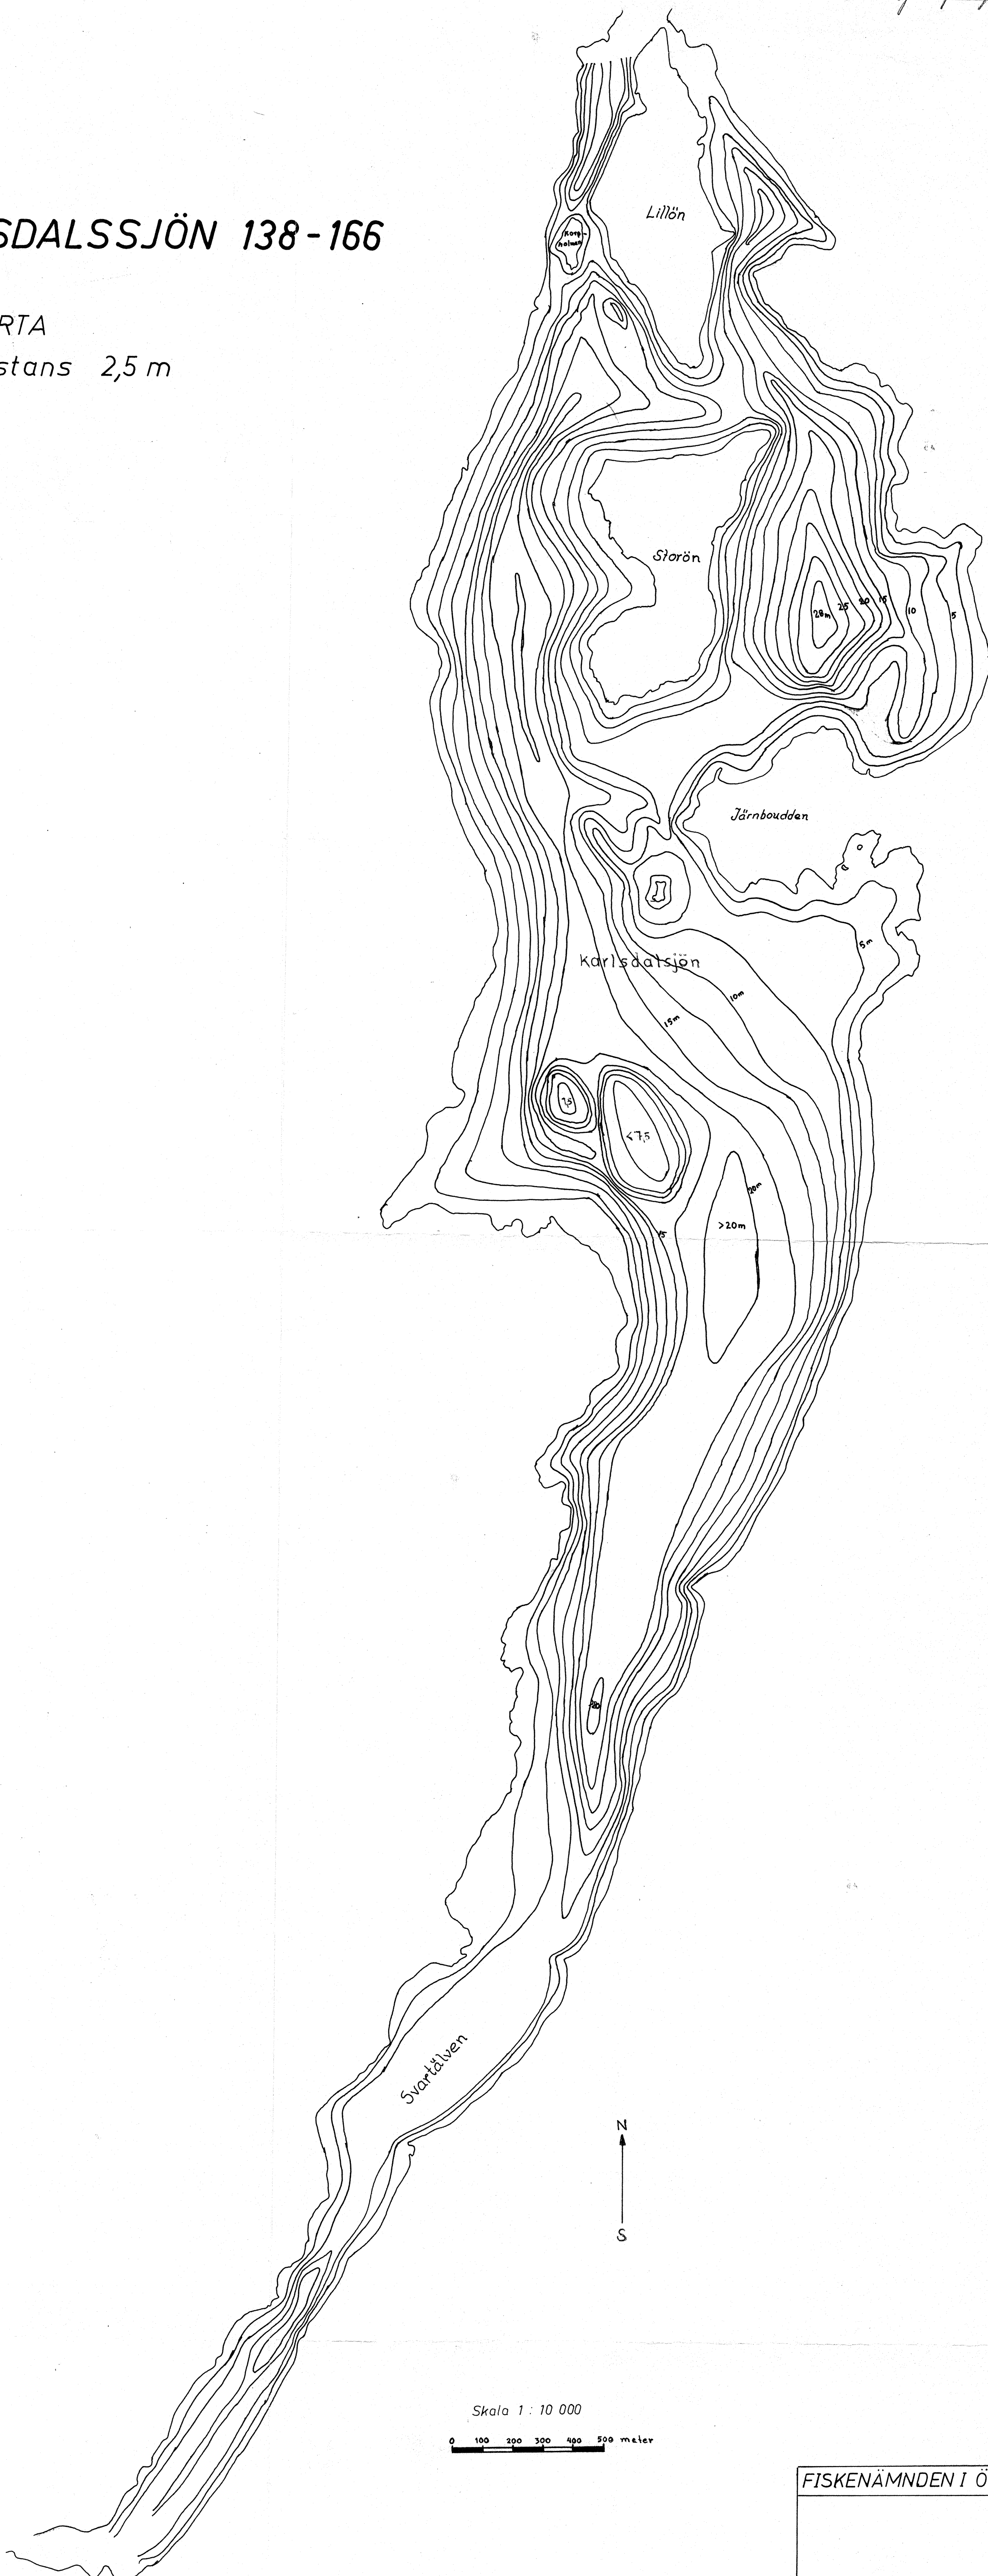 SDALSSJÖN 138-166
RTA
stans 2,5 m
Lillön
Korp-
holmen
Storön
28m 25 20 15 10 5
Järnboudden
5m
Karlsdalsjön
10m
15m
7,5
<7,5
20m
>20m
15
>20
Svartälven
N
S
Skala 1 : 10 000
0 100 200 300 400 500 meter
FISKENÄMNDEN I Ö